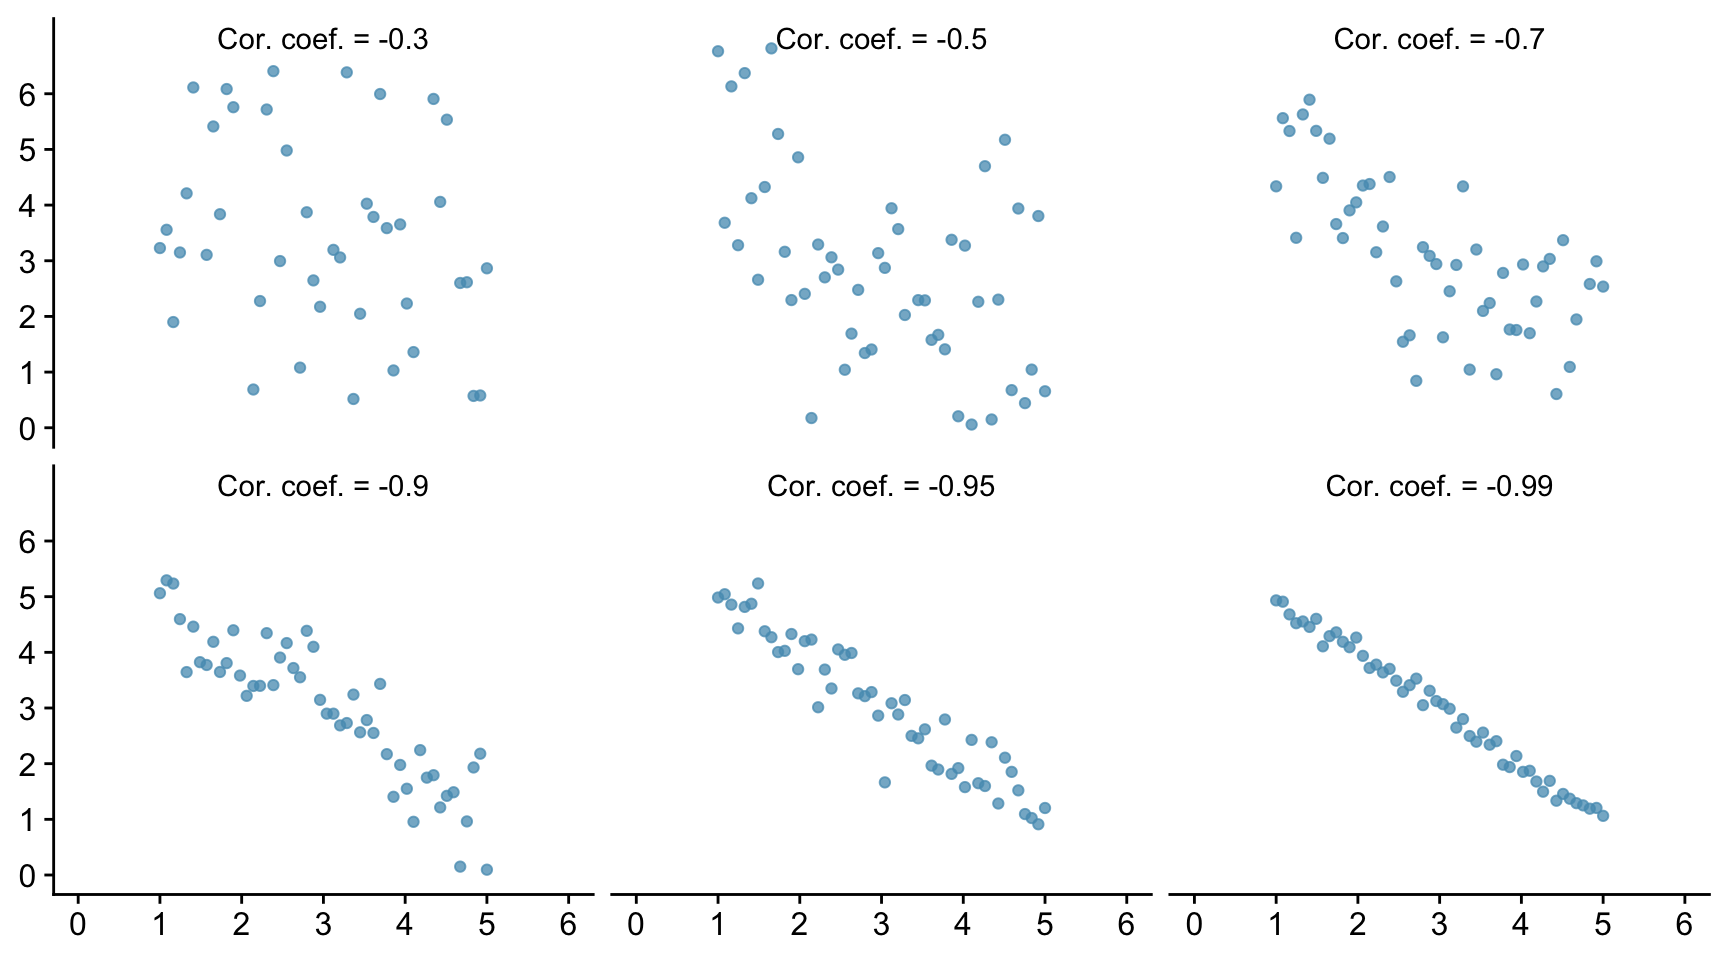 Cor. coef. = -0.3
Cor. coef. = -0.5
Cor. coef. = -0.7
6
5
4
3
2
1
0
Cor. coef. = -0.9
Cor. coef. = -0.95
Cor. coef. = -0.99
6
5
4
3
2
1
0
0 1 2 3 4 5 6
0 1 2 3 4 5 6
0 1 2 3 4 5 6